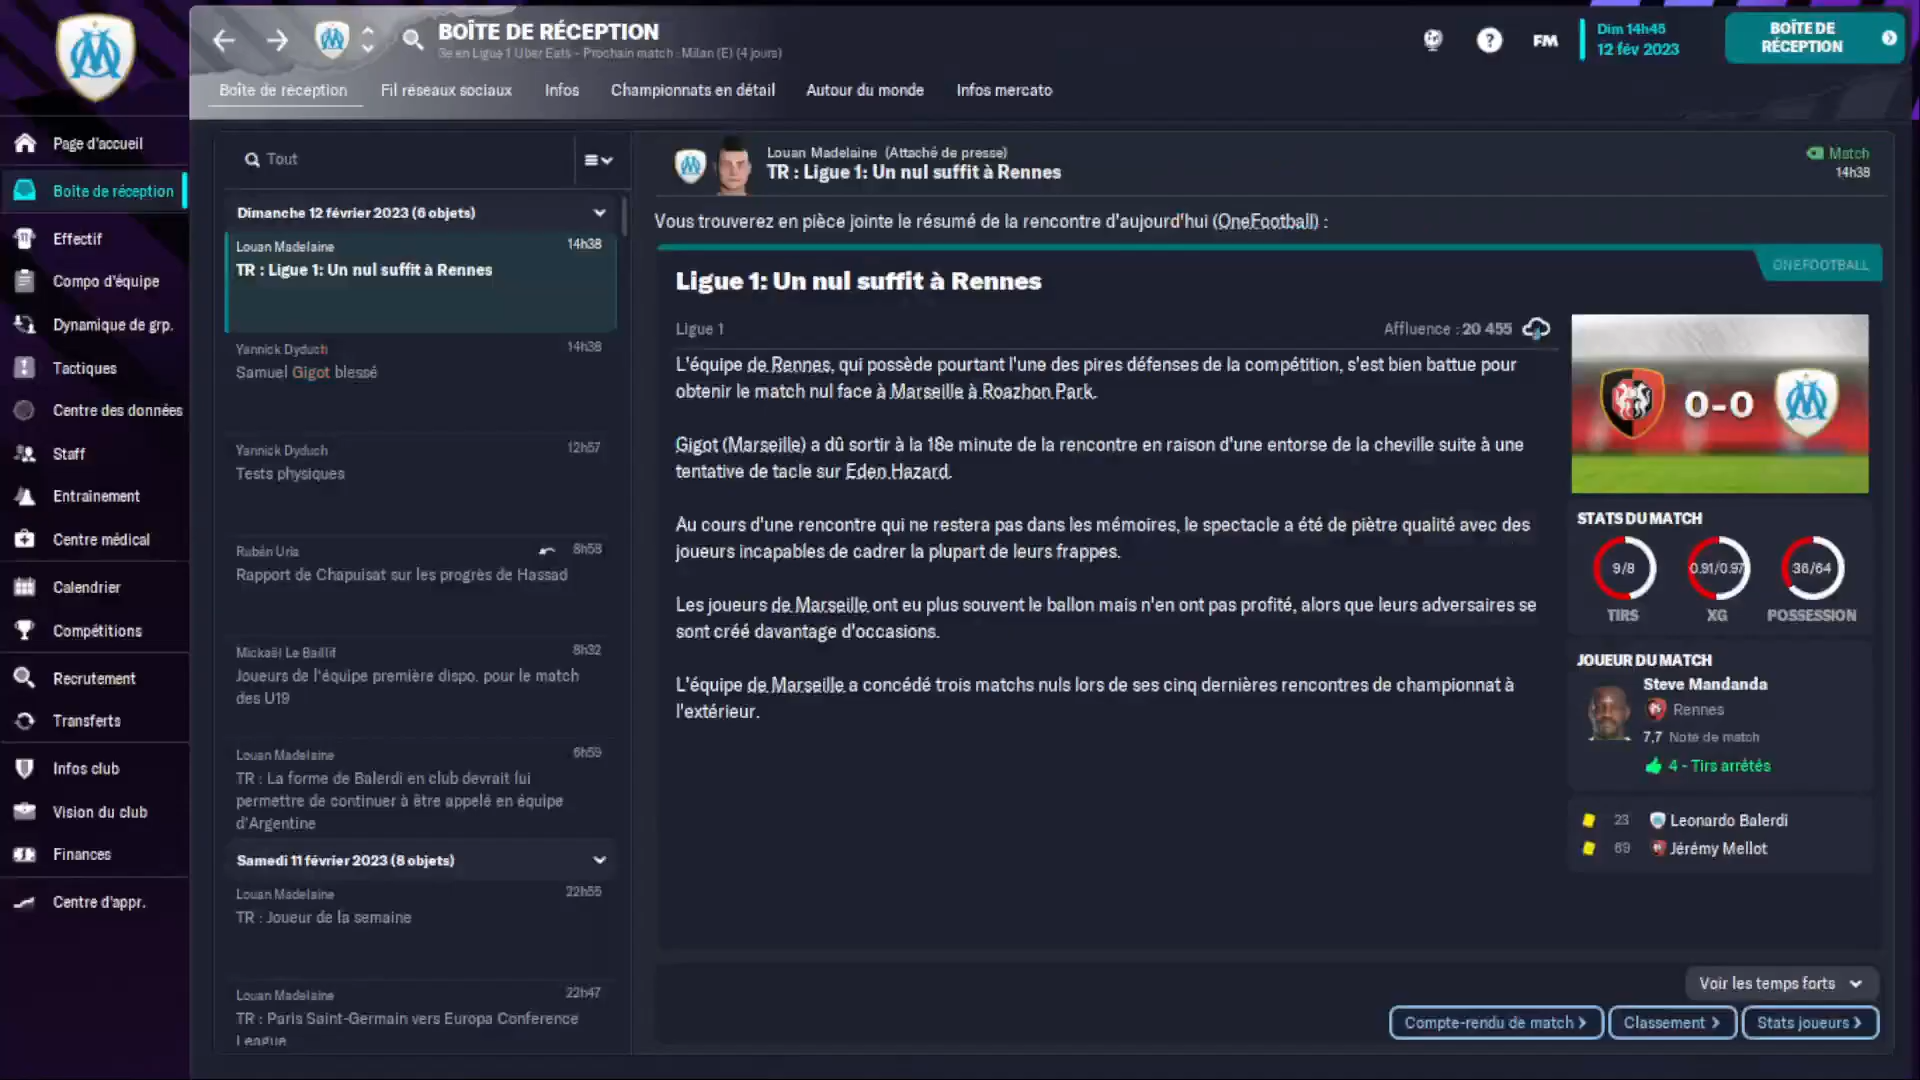 BOÎTE DE RÉCEPTION
3e en Ligue 1 Uber Eats - Prochain match : Milan (E) (4 jours)
FM
Dim 14h45
12 fév 2023
BOÎTE DE
RÉCEPTION
Boîte de réception
Fil réseaux sociaux
Infos
Championnats en détail
Autour du monde
Infos mercato
Page d'accueil
Boîte de réception
Effectif
Compo d'équipe
Dynamique de grp.
Tactiques
Centre des données
Staff
Entraînement
Centre médical
Calendrier
Compétitions
Recrutement
Transferts
Infos club
Vision du club
Finances
Centre d'appr.
Tout
Dimanche 12 février 2023 (6 objets)
Louan Madelaine 14h38
TR : Ligue 1: Un nul suffit à Rennes
Yannick Dyduch 14h38
Samuel Gigot blessé
Yannick Dyduch 12h57
Tests physiques
Rubén Uria 8h58
Rapport de Chapuisat sur les progrès de Hassad
Mickaël Le Baillif 8h32
Joueurs de l'équipe première dispo. pour le match
des U19
Louan Madelaine 6h59
TR : La forme de Balerdi en club devrait lui
permettre de continuer à être appelé en équipe
d'Argentine
Samedi 11 février 2023 (8 objets)
Louan Madelaine 22h55
TR : Joueur de la semaine
Louan Madelaine 22h47
TR : Paris Saint-Germain vers Europa Conference
League
Louan Madelaine (Attaché de presse)
TR : Ligue 1: Un nul suffit à Rennes
Match
14h38
Vous trouverez en pièce jointe le résumé de la rencontre d'aujourd'hui (OneFootball) :
ONEFOOTBALL
Ligue 1: Un nul suffit à Rennes
Ligue 1
Affluence : 20 455
L'équipe de Rennes, qui possède pourtant l'une des pires défenses de la compétition, s'est bien battue pour
obtenir le match nul face à Marseille à Roazhon Park.
Gigot (Marseille) a dû sortir à la 18e minute de la rencontre en raison d'une entorse de la cheville suite à une
tentative de tacle sur Eden Hazard.
Au cours d'une rencontre qui ne restera pas dans les mémoires, le spectacle a été de piètre qualité avec des
joueurs incapables de cadrer la plupart de leurs frappes.
Les joueurs de Marseille ont eu plus souvent le ballon mais n'en ont pas profité, alors que leurs adversaires se
sont créé davantage d'occasions.
L'équipe de Marseille a concédé trois matchs nuls lors de ses cinq dernières rencontres de championnat à
l'extérieur.
0-0
STATS DU MATCH
9/8
0.91/0.97
36/64
TIRS
XG
POSSESSION
JOUEUR DU MATCH
Steve Mandanda
Rennes
7,7 Note de match
4 - Tirs arrêtés
23 Leonardo Balerdi
69 Jérémy Mellot
Voir les temps forts
Compte-rendu de match
Classement
Stats joueurs